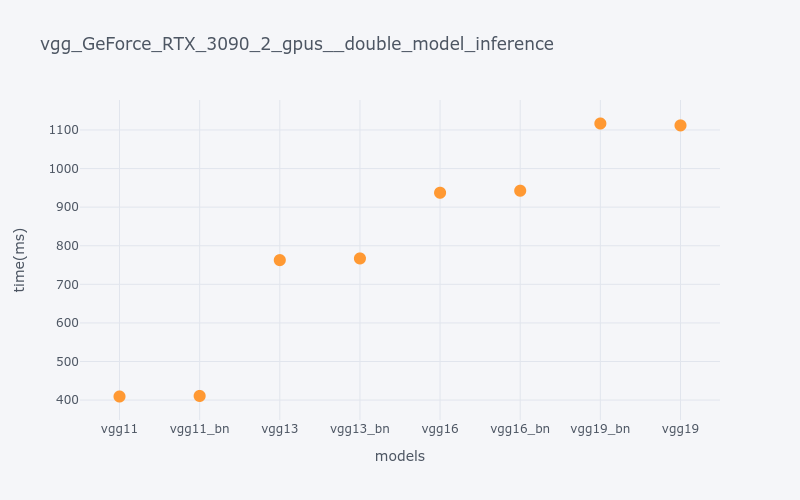 vgg_GeForce_RTX_3090_2_gpus__double_model_inference
time(ms)
1100
1000
900
800
700
600
500
400
vgg11 vgg11_bn vgg13 vgg13_bn vgg16 vgg16_bn vgg19_bn vgg19
models